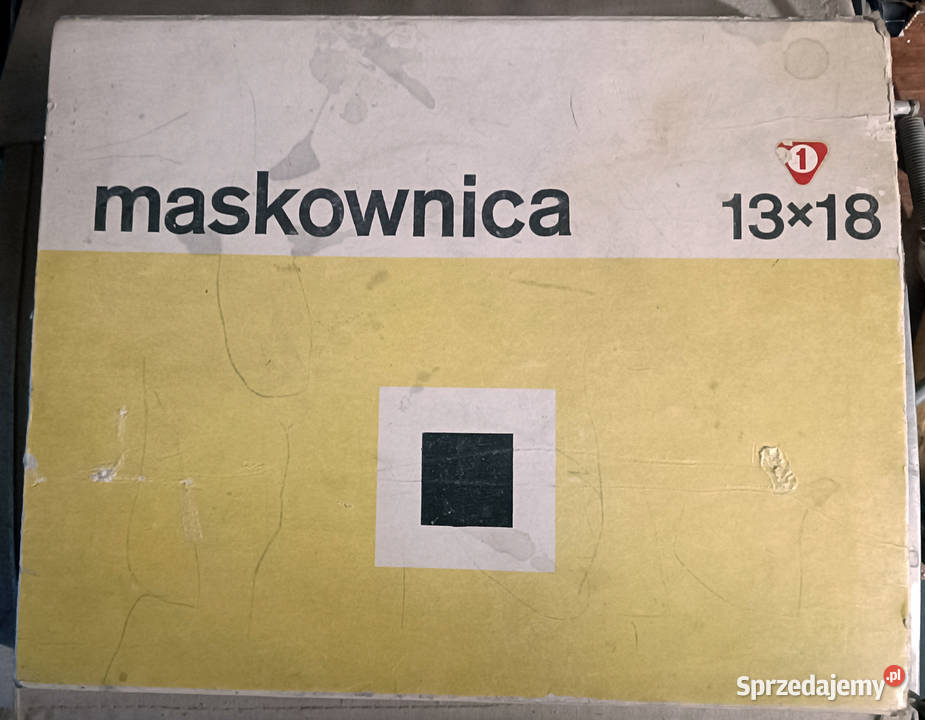 maskownica
1
13×18
Sprzedajemy.pl